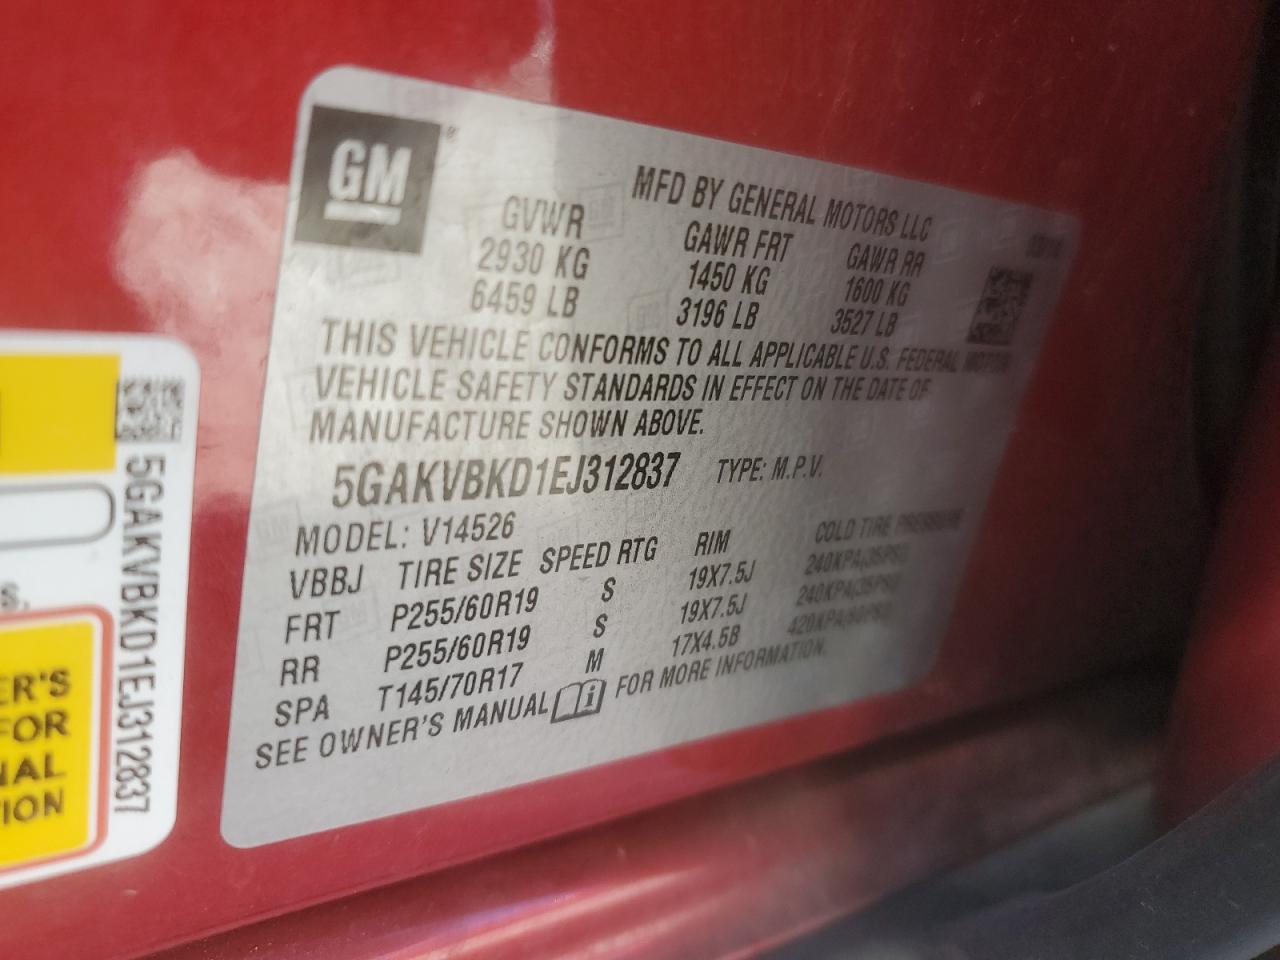 GM
MFD BY GENERAL MOTORS LLC
GVWR GAWR FRT GAWR RR
2930 KG 1450 KG 1600 KG
6459 LB 3196 LB 3527 LB
THIS VEHICLE CONFORMS TO ALL APPLICABLE U.S. FEDERAL MOTOR
VEHICLE SAFETY STANDARDS IN EFFECT ON THE DATE OF
MANUFACTURE SHOWN ABOVE.
5GAKVBKD1EJ312837 TYPE: M.P.V.
MODEL: V14526
VBBJ TIRE SIZE SPEED RTG RIM COLD TIRE PRESSURE
FRT P255/60R19 S 19X7.5J 240KPA(35PSI)
RR P255/60R19 S 19X7.5J 240KPA(35PSI)
SPA T145/70R17 M 17X4.5B 420KPA(60PSI)
SEE OWNER'S MANUAL FOR MORE INFORMATION.
5GAKVBKD1EJ312837
S,
ER'S
FOR
NAL
TION